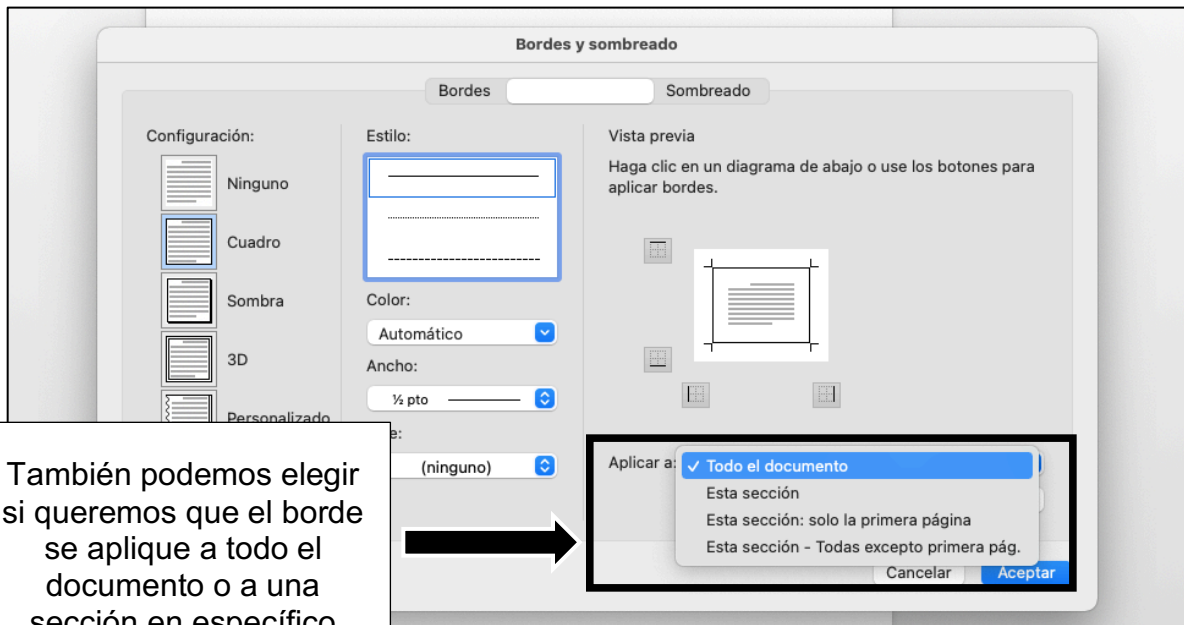 Bordes y sombreado
Bordes
Sombreado
Configuración:
Ninguno
Cuadro
Sombra
3D
Personalizado
Estilo:
Color:
Automático
Ancho:
½ pto
e:
(ninguno)
Vista previa
Haga clic en un diagrama de abajo o use los botones para
aplicar bordes.
Aplicar a:
✓ Todo el documento
Esta sección
Esta sección: solo la primera página
Esta sección - Todas excepto primera pág.
Cancelar
Aceptar
También podemos elegir
si queremos que el borde
se aplique a todo el
documento o a una
sección en específico